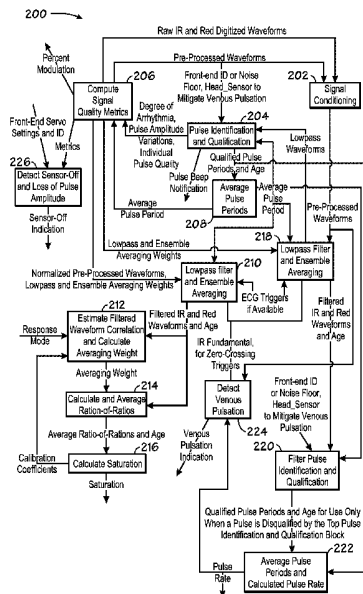 200
Raw IR and Red Digitized Waveforms
Percent
Modulation
206
Compute
Signal
Quality Metrics
Pre-Processed Waveforms
202
Signal
Conditioning
Front-end ID or Noise
Floor, Head_Sensor to
Mitigate Venous Pulsation
Front-End Servo
Settings and ID
Metrics
Degree of
Arrhythmia,
Pulse Amplitude
Variations,
Individual
Pulse Quality
204
Pulse Identification
and Qualification
Lowpass
Waveforms
226
Detect Sensor-Off
and Loss of Pulse
Amplitude
Sensor-Off
Indication
Pulse Beep
Notification
Qualified Pulse
Periods and Age
Average
Pulse Period
Average
Pulse
Periods
208
Average
Pulse
Period
Pre-Processed
Waveforms
218
Lowpass and Ensemble
Averaging Weights
Lowpass Filter
and Ensemble
Averaging
Normalized Pre-Processed Waveforms,
Lowpass and Ensemble Averaging Weights
210
Lowpass filter
and Ensemble
Averaging
ECG Triggers
if Available
212
Estimate Filtered
Waveform Correlation
and Calculate
Averaging Weight
Response
Mode
Filtered IR and Red
Waveforms and Age
Filtered
IR and Red
Waveforms
and Age
IR Fundamental,
for Zero-Crossing
Triggers
Averaging
Weight
214
Calculate and Average
Ration-of-Ratios
Detect
Venous
Pulsation
224
Front-end ID
or Noise Floor,
Head_Sensor
to Mitigate Venous
Pulsation
Average Ratio-of-Rations and Age
Venous
Pulsation
Indication
220
Filter Pulse
Identification and
Qualification
Calibration
Coefficients
216
Calculate Saturation
Saturation
Qualified Pulse Periods and Age for Use Only
When a Pulse is Disqualified by the Top Pulse
Identification and Qualification Block
222
Average Pulse
Periods and
Calculated Pulse Rate
Pulse
Rate